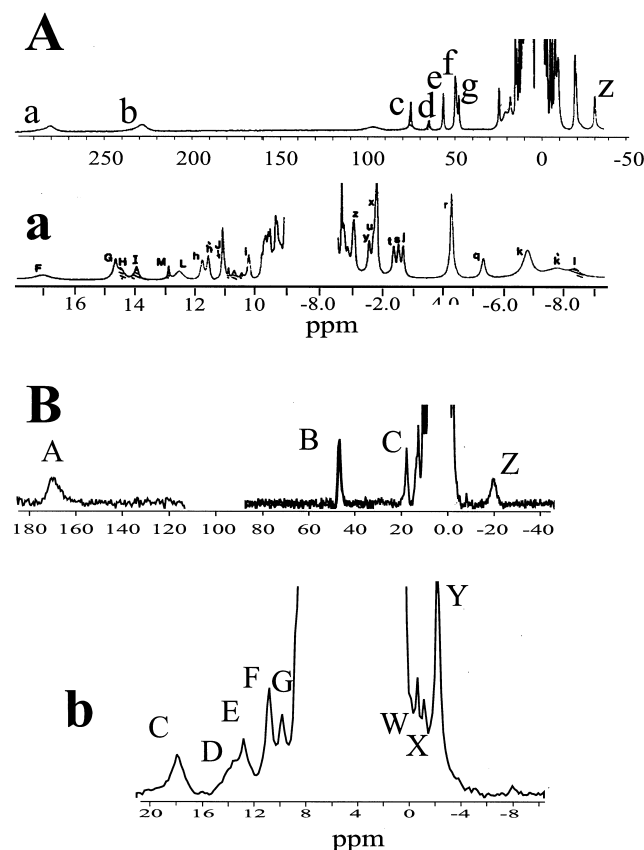 A
a b c d e f g z
250 200 150 100 50 0 -50
a
F G H I M L h h J l z y u x t s j r q k k l
16 14 12 10 -8.0 -2.0 4.0 -6.0 -8.0
ppm
B
A B C Z
180 160 140 120 100 80 60 40 20 0.0 -20 -40
b
C D E F G W X Y
20 16 12 8 4 0 -4 -8
ppm